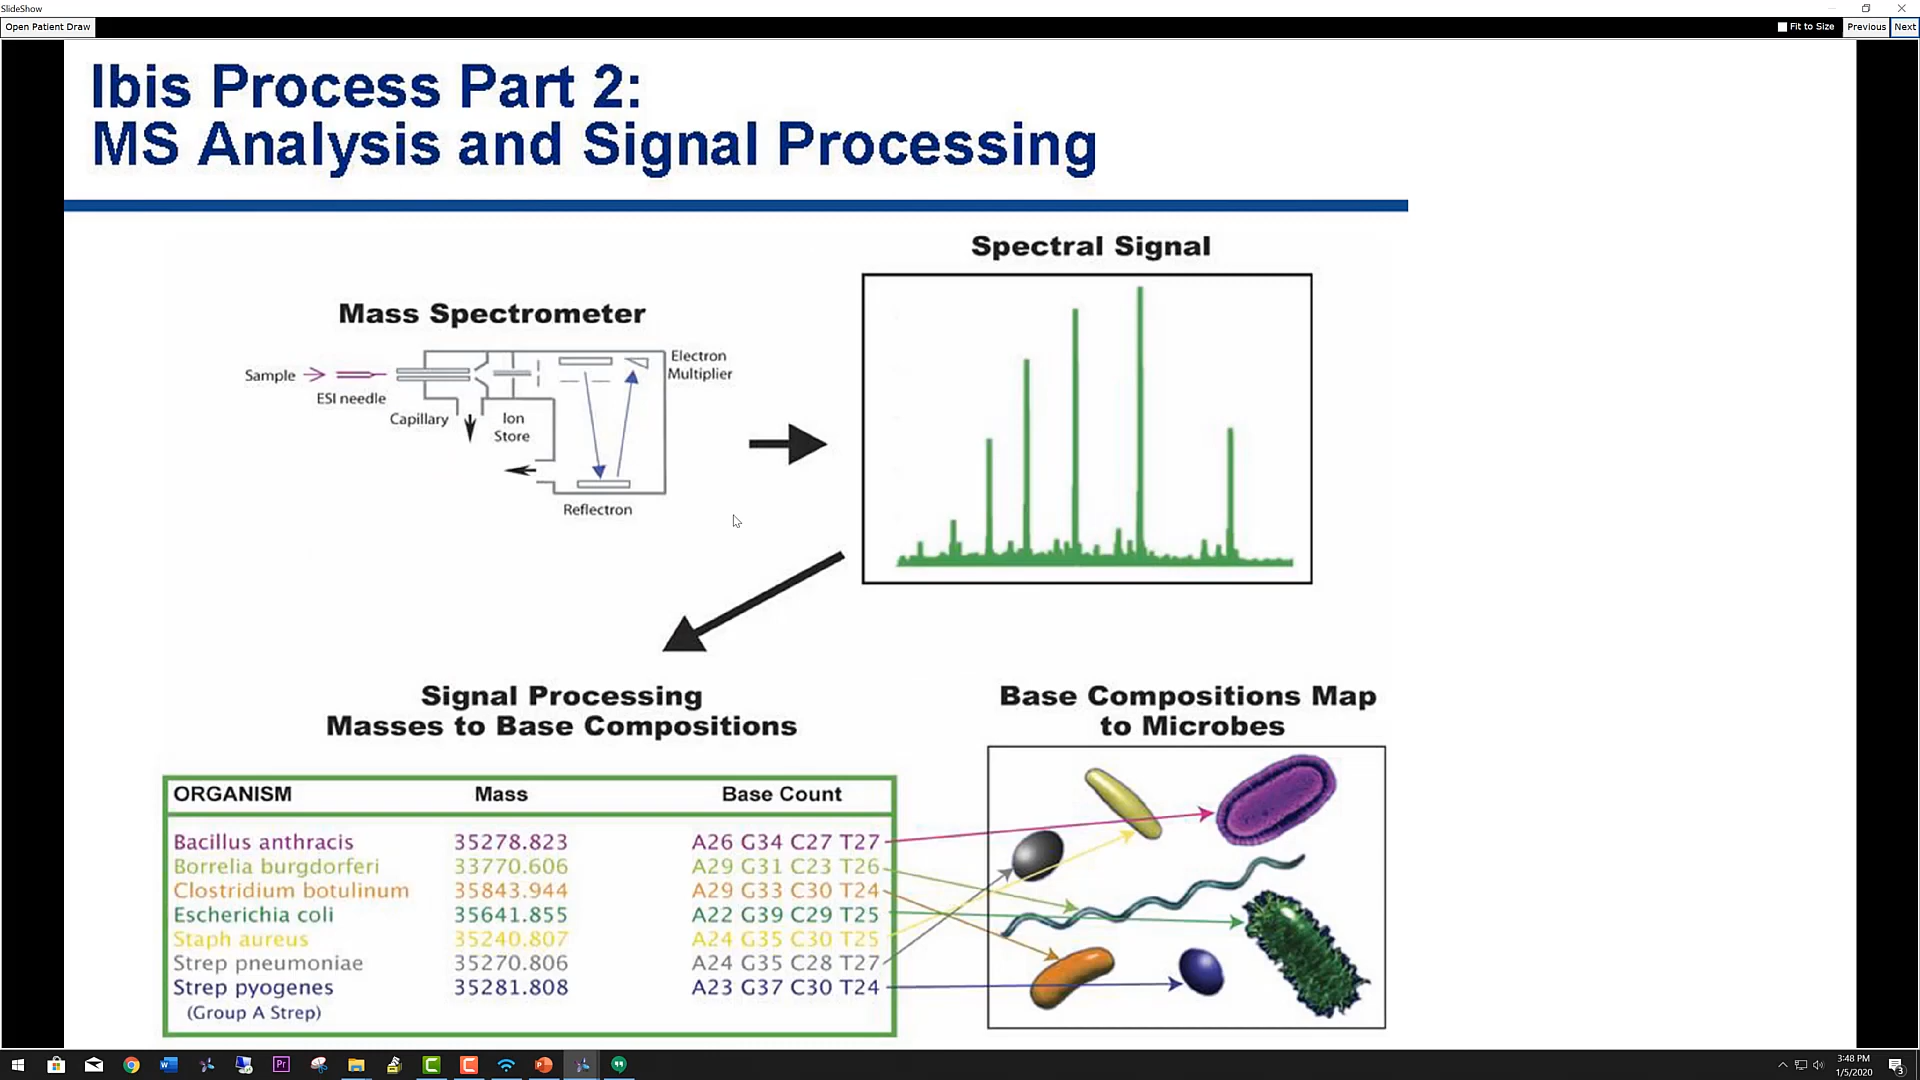 SlideShow
Open Patient Draw
Fit to Size
Previous
Next
Ibis Process Part 2:
MS Analysis and Signal Processing
Spectral Signal
Mass Spectrometer
Sample
ESI needle
Capillary
Ion
Store
Electron
Multiplier
Reflectron
Signal Processing
Masses to Base Compositions
Base Compositions Map
to Microbes
ORGANISM Mass Base Count
Bacillus anthracis 35278.823 A26 G34 C27 T27
Borrelia burgdorferi 33770.606 A29 G31 C23 T26
Clostridium botulinum 35843.944 A29 G33 C30 T24
Escherichia coli 35641.855 A22 G39 C29 T25
Staph aureus 35240.807 A24 G35 C30 T25
Strep pneumoniae 35270.806 A24 G35 C28 T27
Strep pyogenes 35281.808 A23 G37 C30 T24
(Group A Strep)
3:48 PM
1/5/2020
3